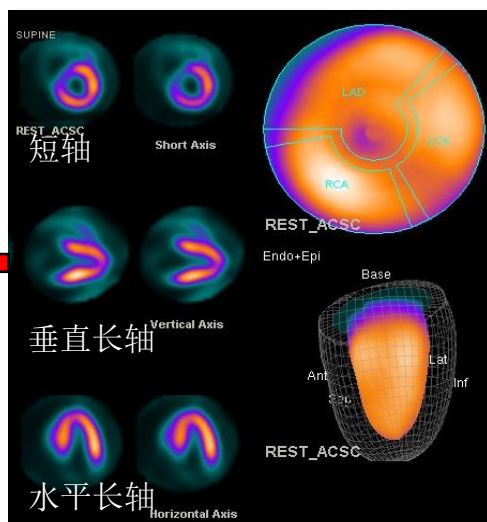 SUPINE
REST_ACSC
短轴
Short Axis
垂直长轴
Vertical Axis
水平长轴
Horizontal Axis
LAD
LCX
RCA
REST_ACSC
Endo+Epi
Base
Ant
Sep
Lat
Inf
REST_ACSC